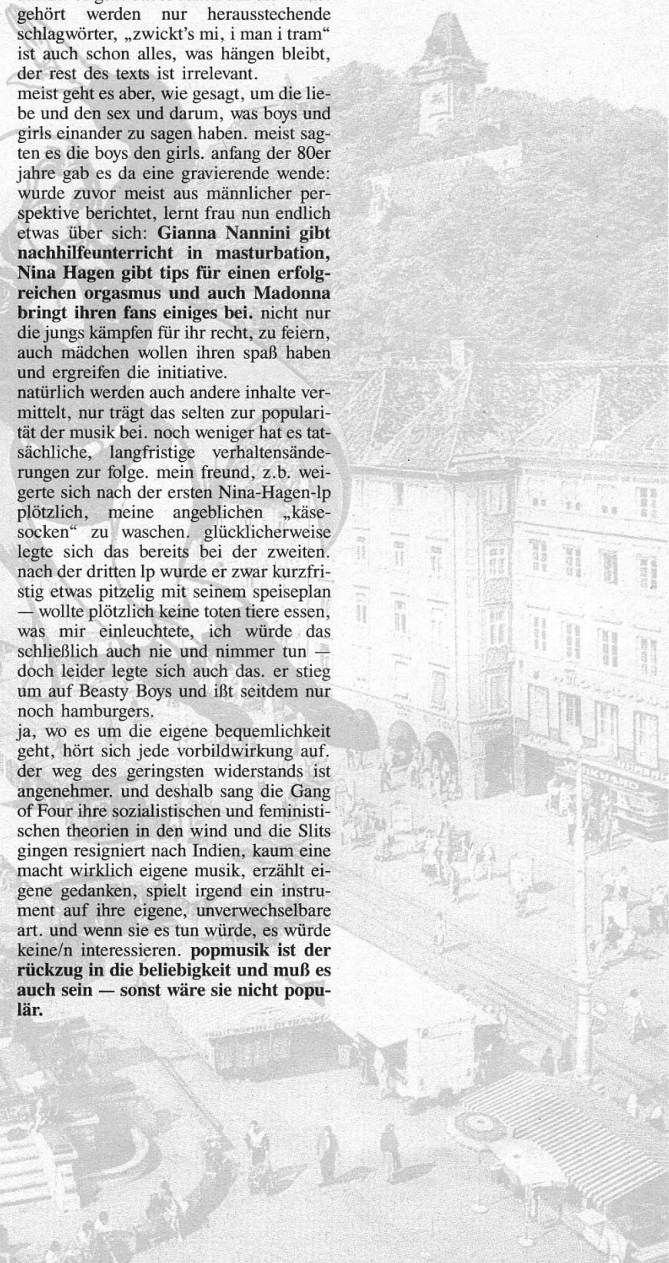 gehört werden nur herausstechende
schlagwörter, „zwickt's mi, i man i tram“
ist auch schon alles, was hängen bleibt,
der rest des texts ist irrelevant.
meist geht es aber, wie gesagt, um die lie-
be und den sex und darum, was boys und
girls einander zu sagen haben. meist sag-
ten es die boys den girls. anfang der 80er
jahre gab es da eine gravierende wende:
wurde zuvor meist aus männlicher per-
spektive berichtet, lernt frau nun endlich
etwas über sich: Gianna Nannini gibt
nachhilfeunterricht in masturbation,
Nina Hagen gibt tips für einen erfolg-
reichen orgasmus und auch Madonna
bringt ihren fans einiges bei. nicht nur
die jungs kämpfen für ihr recht, zu feiern,
auch mädchen wollen ihren spaß haben
und ergreifen die initiative.
natürlich werden auch andere inhalte ver-
mittelt, nur trägt das selten zur populari-
tät der musik bei. noch weniger hat es tat-
sächliche, langfristige verhaltensände-
rungen zur folge. mein freund, z.b. wei-
gerte sich nach der ersten Nina-Hagen-lp
plötzlich, meine angeblichen „käse-
socken“ zu waschen. glücklicherweise
legte sich das bereits bei der zweiten.
nach der dritten lp wurde er zwar kurzfri-
stig etwas pitzelig mit seinem speiseplan
— wollte plötzlich keine toten tiere essen,
was mir einleuchtete, ich würde das
schließlich auch nie und nimmer tun —
doch leider legte sich auch das. er stieg
um auf Beasty Boys und ißt seitdem nur
noch hamburgers.
ja, wo es um die eigene bequemlichkeit
geht, hört sich jede vorbildwirkung auf.
der weg des geringsten widerstands ist
angenehmer. und deshalb sang die Gang
of Four ihre sozialistischen und feministi-
schen theorien in den wind und die Slits
gingen resigniert nach Indien, kaum eine
macht wirklich eigene musik, erzählt ei-
gene gedanken, spielt irgend ein instru-
ment auf ihre eigene, unverwechselbare
art. und wenn sie es tun würde, es würde
keine/n interessieren. popmusik ist der
rückzug in die beliebigkeit und muß es
auch sein — sonst wäre sie nicht popu-
lär.